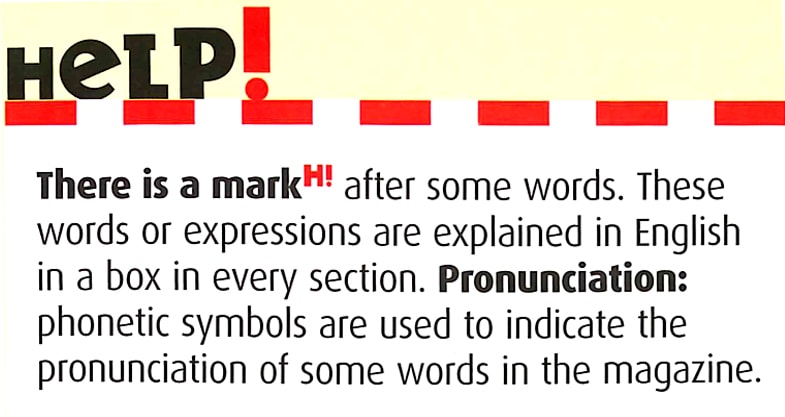 HeLP!
There is a mark H! after some words. These
words or expressions are explained in English
in a box in every section. Pronunciation:
phonetic symbols are used to indicate the
pronunciation of some words in the magazine.